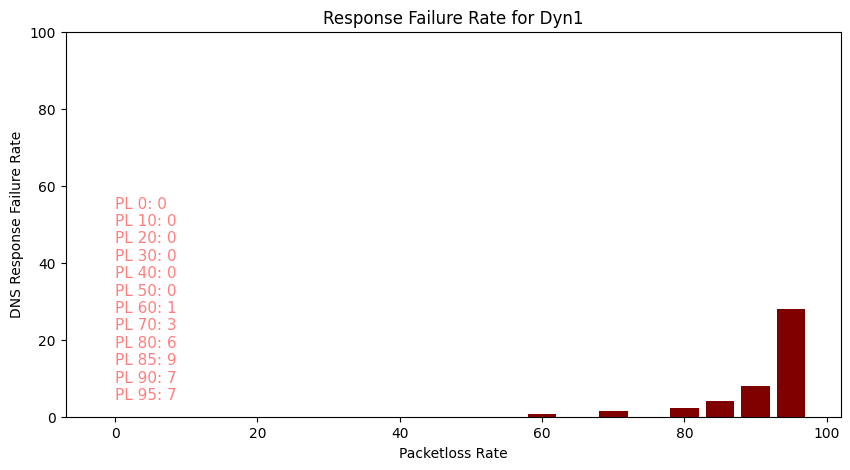 Response Failure Rate for Dyn1
100
80
60
40
20
0
DNS Response Failure Rate
PL 0: 0
PL 10: 0
PL 20: 0
PL 30: 0
PL 40: 0
PL 50: 0
PL 60: 1
PL 70: 3
PL 80: 6
PL 85: 9
PL 90: 7
PL 95: 7
0 20 40 60 80 100
Packetloss Rate